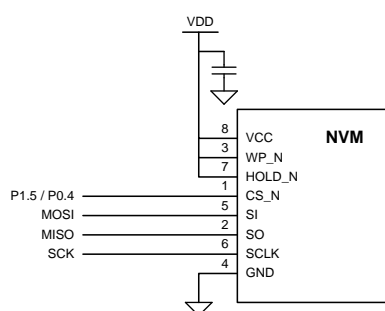 VDD
8 VCC NVM
3 WP_N
7 HOLD_N
P1.5 / P0.4 1 CS_N
MOSI 5 SI
MISO 2 SO
SCK 6 SCLK
4 GND